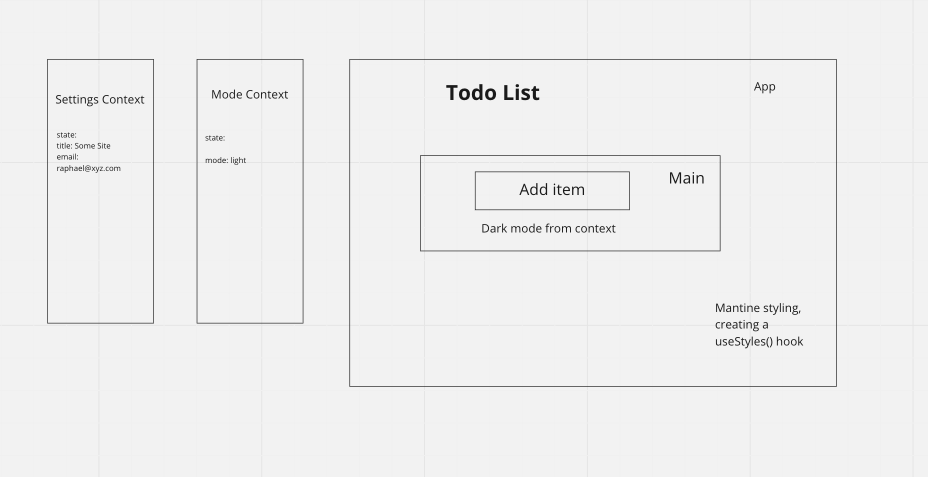 Settings Context
state:
title: Some Site
email:
raphael@xyz.com
Mode Context
state:
mode: light
Todo List
App
Main
Add item
Dark mode from context
Mantine styling,
creating a
useStyles() hook